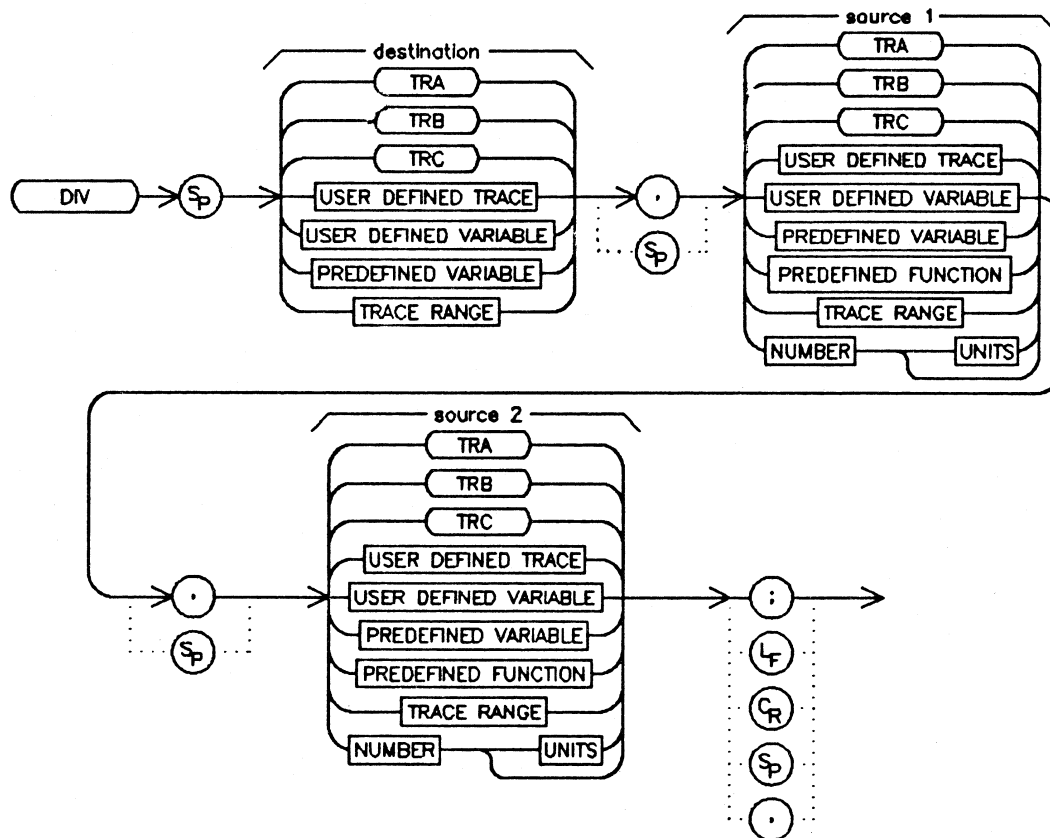 destination
TRA
TRB
TRC
USER DEFINED TRACE
USER DEFINED VARIABLE
PREDEFINED VARIABLE
TRACE RANGE
DIV
SP
,
SP
source 1
TRA
TRB
TRC
USER DEFINED TRACE
USER DEFINED VARIABLE
PREDEFINED VARIABLE
PREDEFINED FUNCTION
TRACE RANGE
NUMBER UNITS
,
SP
source 2
TRA
TRB
TRC
USER DEFINED TRACE
USER DEFINED VARIABLE
PREDEFINED VARIABLE
PREDEFINED FUNCTION
TRACE RANGE
NUMBER UNITS
;
LF
CR
SP
,